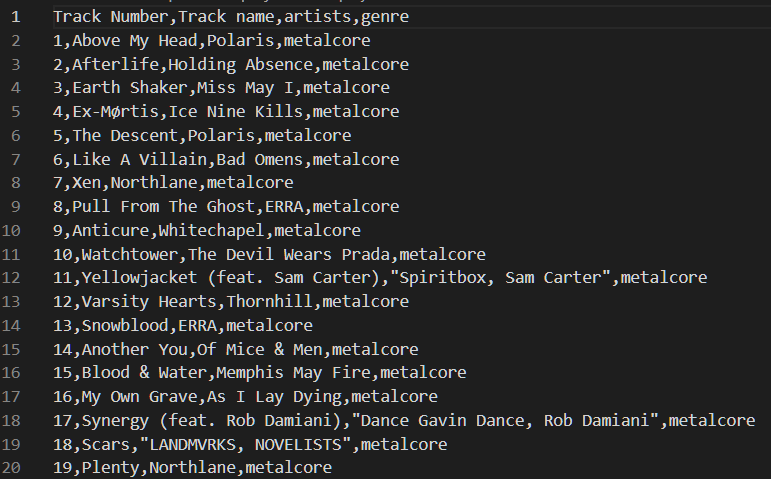 1 Track Number,Track name,artists,genre
2 1,Above My Head,Polaris,metalcore
3 2,Afterlife,Holding Absence,metalcore
4 3,Earth Shaker,Miss May I,metalcore
5 4,Ex-Mørtis,Ice Nine Kills,metalcore
6 5,The Descent,Polaris,metalcore
7 6,Like A Villain,Bad Omens,metalcore
8 7,Xen,Northlane,metalcore
9 8,Pull From The Ghost,ERRA,metalcore
10 9,Anticure,Whitechapel,metalcore
11 10,Watchtower,The Devil Wears Prada,metalcore
12 11,Yellowjacket (feat. Sam Carter),"Spiritbox, Sam Carter",metalcore
13 12,Varsity Hearts,Thornhill,metalcore
14 13,Snowblood,ERRA,metalcore
15 14,Another You,Of Mice & Men,metalcore
16 15,Blood & Water,Memphis May Fire,metalcore
17 16,My Own Grave,As I Lay Dying,metalcore
18 17,Synergy (feat. Rob Damiani),"Dance Gavin Dance, Rob Damiani",metalcore
19 18,Scars,"LANDMVRKS, NOVELISTS",metalcore
20 19,Plenty,Northlane,metalcore